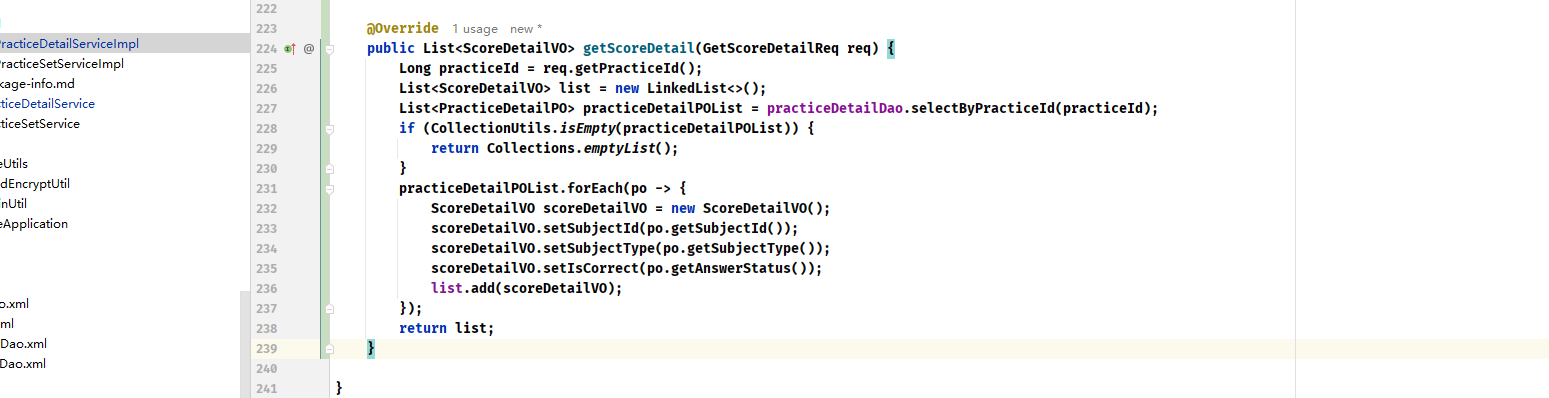 PracticeDetailServiceImpl
PracticeSetServiceImpl
kage-info.md
cticeDetailService
cticeSetService
eUtils
dEncryptUtil
inUtil
eApplication
o.xml
ml
Dao.xml
Dao.xml
222
223 @Override 1 usage new *
224 @ public List<ScoreDetailVO> getScoreDetail(GetScoreDetailReq req) {
225 Long practiceId = req.getPracticeId();
226 List<ScoreDetailVO> list = new LinkedList<>();
227 List<PracticeDetailPO> practiceDetailPOList = practiceDetailDao.selectByPracticeId(practiceId);
228 if (CollectionUtils.isEmpty(practiceDetailPOList)) {
229 return Collections.emptyList();
230 }
231 practiceDetailPOList.forEach(po -> {
232 ScoreDetailVO scoreDetailVO = new ScoreDetailVO();
233 scoreDetailVO.setSubjectId(po.getSubjectId());
234 scoreDetailVO.setSubjectType(po.getSubjectType());
235 scoreDetailVO.setIsCorrect(po.getAnswerStatus());
236 list.add(scoreDetailVO);
237 });
238 return list;
239 }
240
241 }